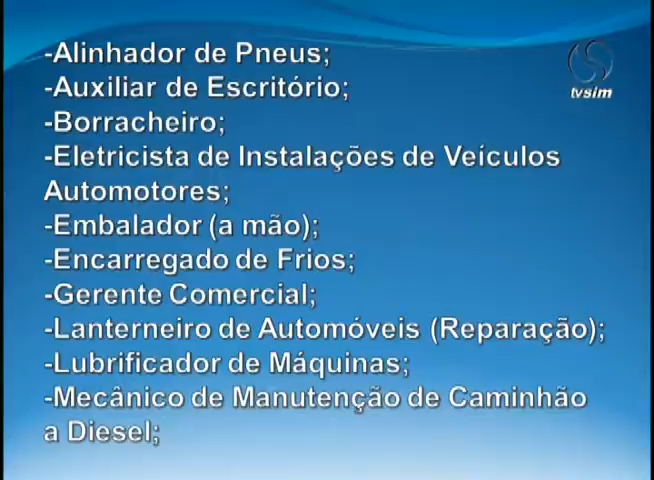 -Alinhador de Pneus;
-Auxiliar de Escritório;
tvsim
-Borracheiro;
-Eletricista de Instalações de Veículos
Automotores;
-Embalador (a mão);
-Encarregado de Frios;
-Gerente Comercial;
-Lanterneiro de Automóveis (Reparação);
-Lubrificador de Máquinas;
-Mecânico de Manutenção de Caminhão
a Diesel;